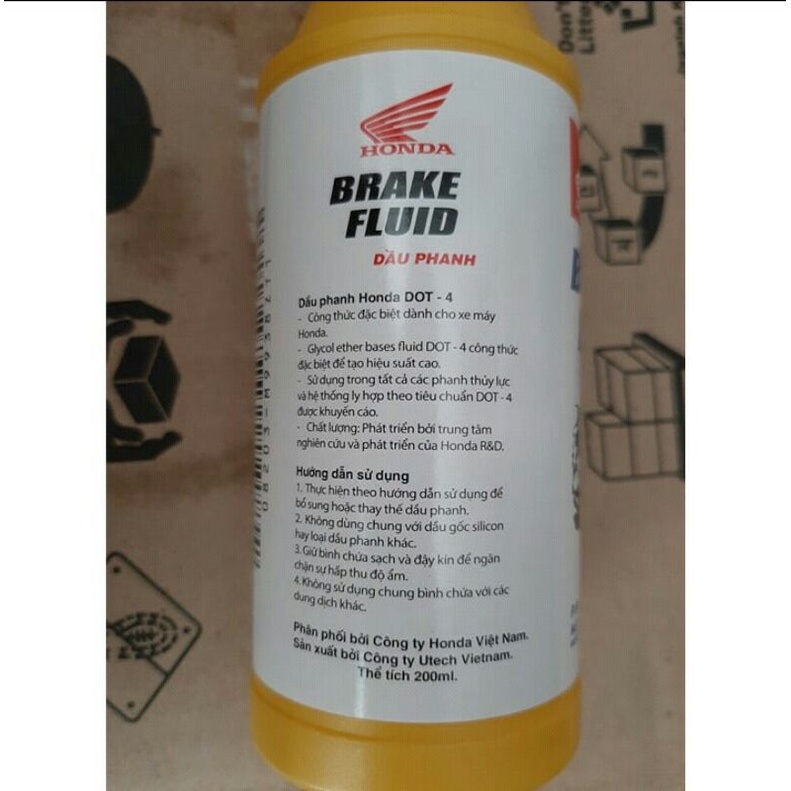 Don't
Litter
HONDA
BRAKE
FLUID
DẦU PHANH
Dầu phanh Honda DOT - 4
- Công thức đặc biệt dành cho xe máy
Honda.
- Glycol ether bases fluid DOT - 4 công thức
đặc biệt để tạo hiệu suất cao.
- Sử dụng trong tất cả các phanh thủy lực
và hệ thống ly hợp theo tiêu chuẩn DOT - 4
được khuyến cáo.
- Chất lượng: Phát triển bởi trung tâm
nghiên cứu và phát triển của Honda R&D.
Hướng dẫn sử dụng
1. Thực hiện theo hướng dẫn sử dụng để
bổ sung hoặc thay thế dầu phanh.
2. Không dùng chung với dầu gốc silicon
hay loại dầu phanh khác.
3. Giữ bình chứa sạch và đậy kín để ngăn
chặn sự hấp thu độ ẩm.
4. Không sử dụng chung bình chứa với các
dung dịch khác.
Phân phối bởi Công ty Honda Việt Nam.
Sản xuất bởi Công ty Utech Vietnam.
Thể tích 200ml.